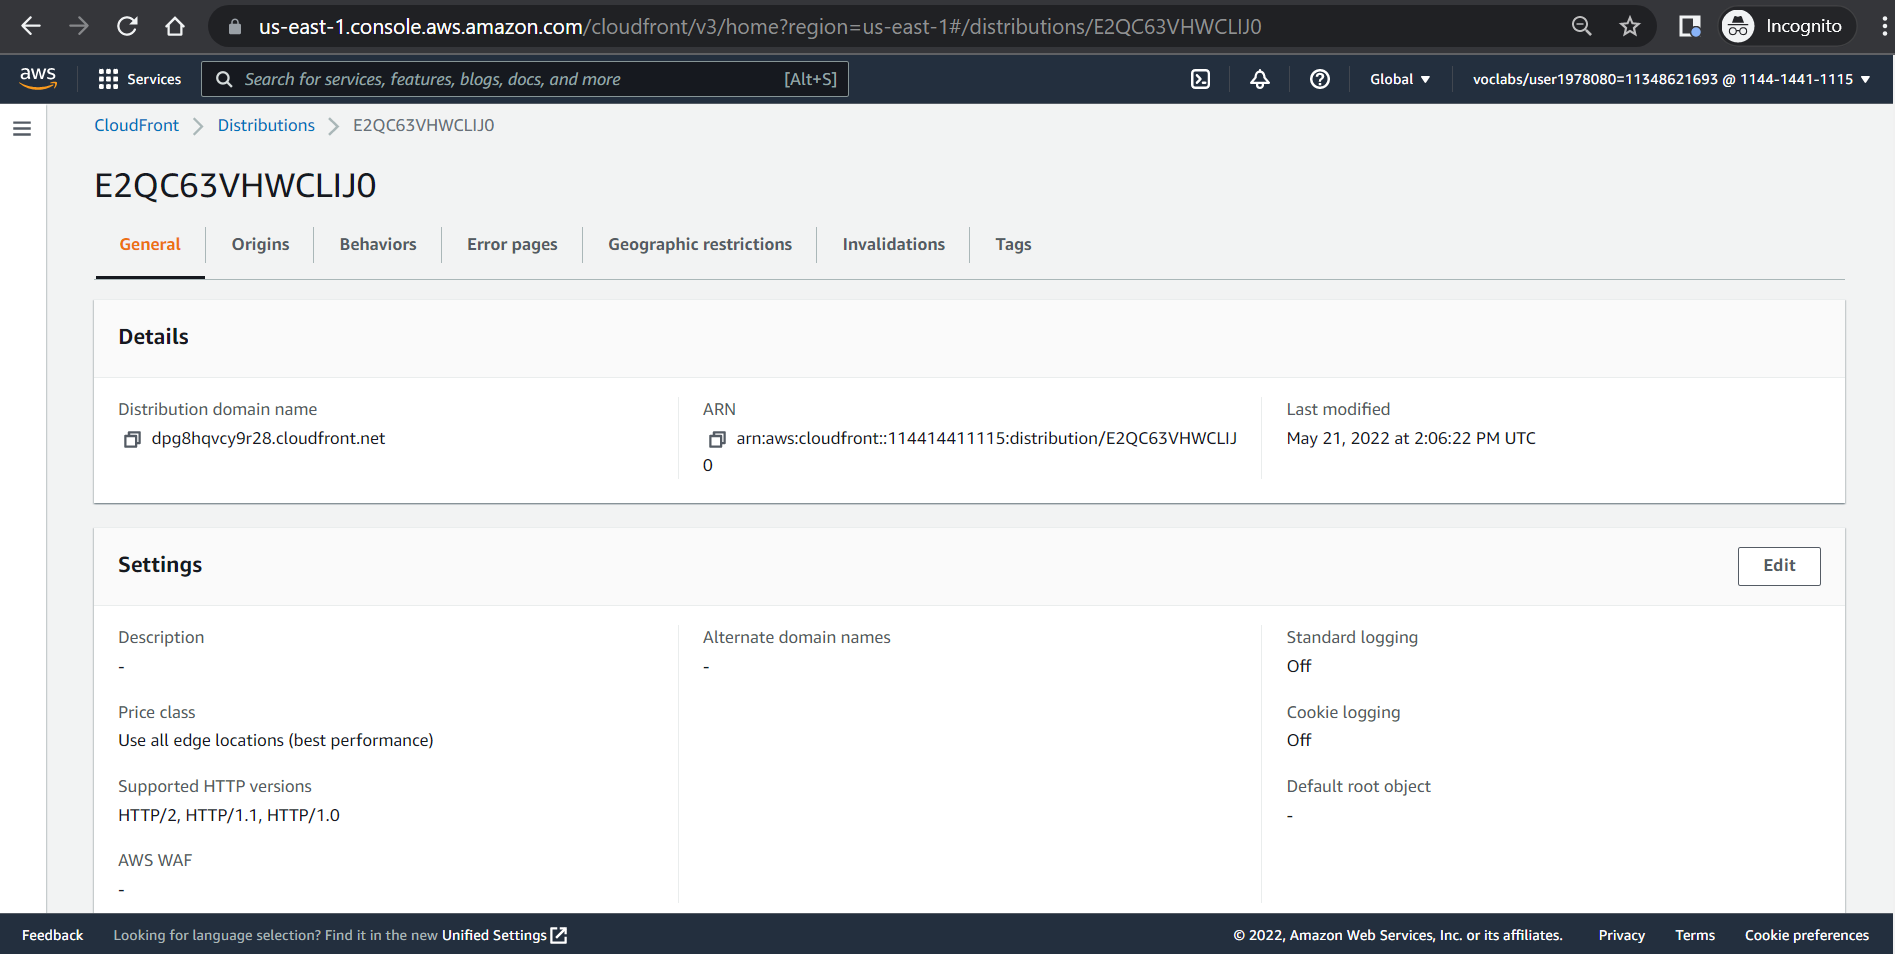 us-east-1.console.aws.amazon.com/cloudfront/v3/home?region=us-east-1#/distributions/E2QC63VHWCLIJ0
Incognito
aws
Services
Search for services, features, blogs, docs, and more
[Alt+S]
Global
voclabs/user1978080=11348621693 @ 1144-1441-1115
CloudFront
Distributions
E2QC63VHWCLIJ0
E2QC63VHWCLIJ0
General
Origins
Behaviors
Error pages
Geographic restrictions
Invalidations
Tags
Details
Distribution domain name
dpg8hqvcy9r28.cloudfront.net
ARN
arn:aws:cloudfront::114414411115:distribution/E2QC63VHWCLIJ
0
Last modified
May 21, 2022 at 2:06:22 PM UTC
Settings
Edit
Description
-
Price class
Use all edge locations (best performance)
Supported HTTP versions
HTTP/2, HTTP/1.1, HTTP/1.0
AWS WAF
-
Alternate domain names
-
Standard logging
Off
Cookie logging
Off
Default root object
-
Feedback
Looking for language selection? Find it in the new Unified Settings
© 2022, Amazon Web Services, Inc. or its affiliates.
Privacy
Terms
Cookie preferences